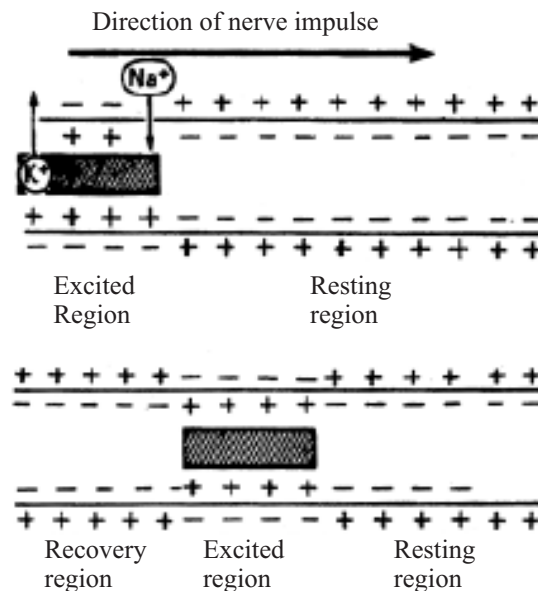 Direction of nerve impulse
Na+
K+
Excited
Region
Resting
region
Recovery
region
Excited
region
Resting
region